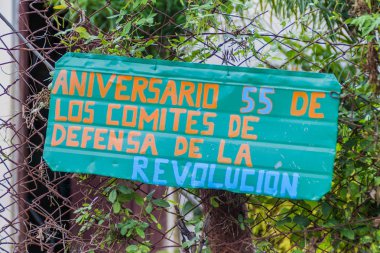 ANIVERSARIO 55 DE
LOS COMITES DE
DEFENSA DE LA
REVOLUCION